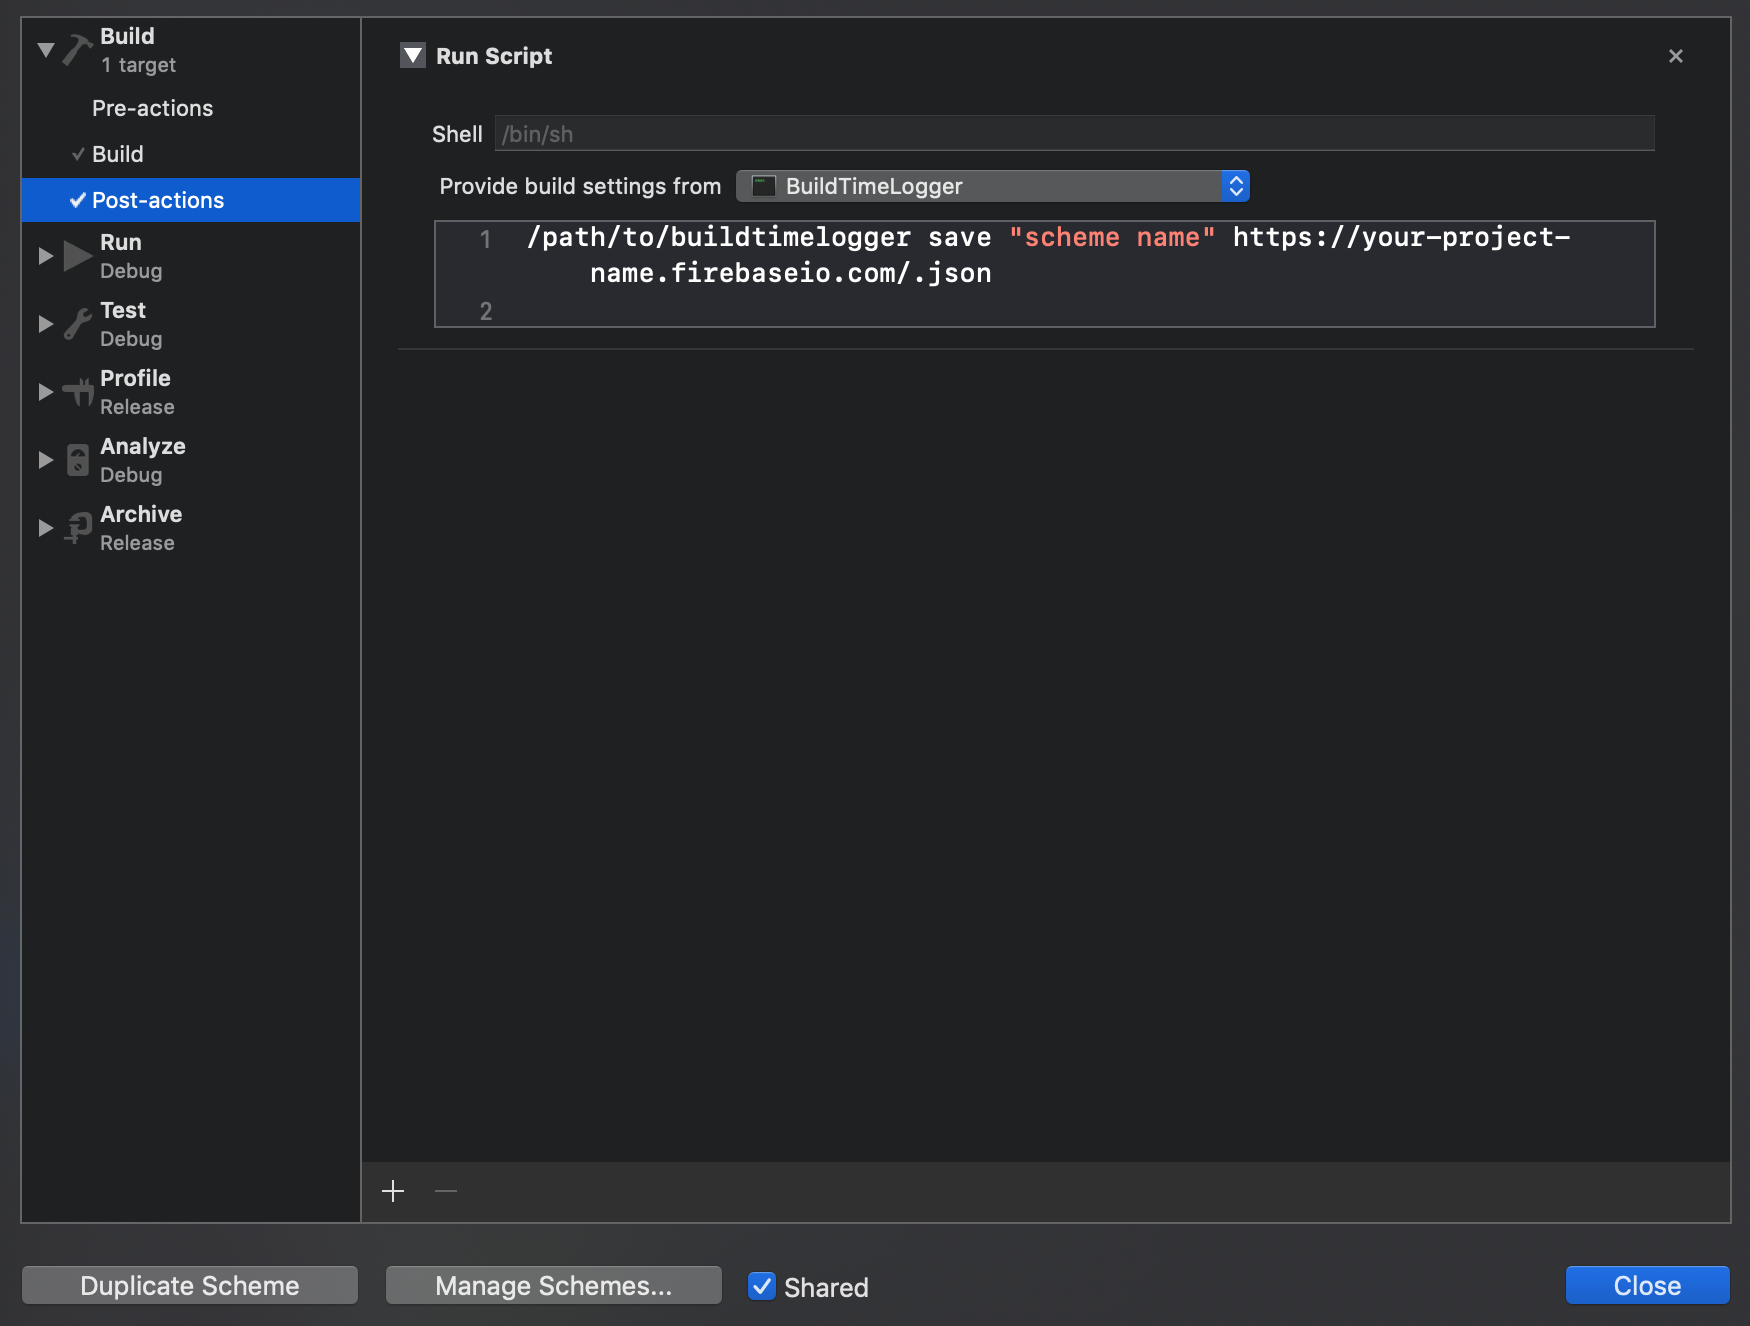 Build
1 target
Pre-actions
Build
Post-actions
Run
Debug
Test
Debug
Profile
Release
Analyze
Debug
Archive
Release
Run Script
Shell /bin/sh
Provide build settings from BuildTimeLogger
1 /path/to/buildtimelogger save "scheme name" https://your-project-
name.firebaseio.com/.json
2
Duplicate Scheme Manage Schemes... Shared Close